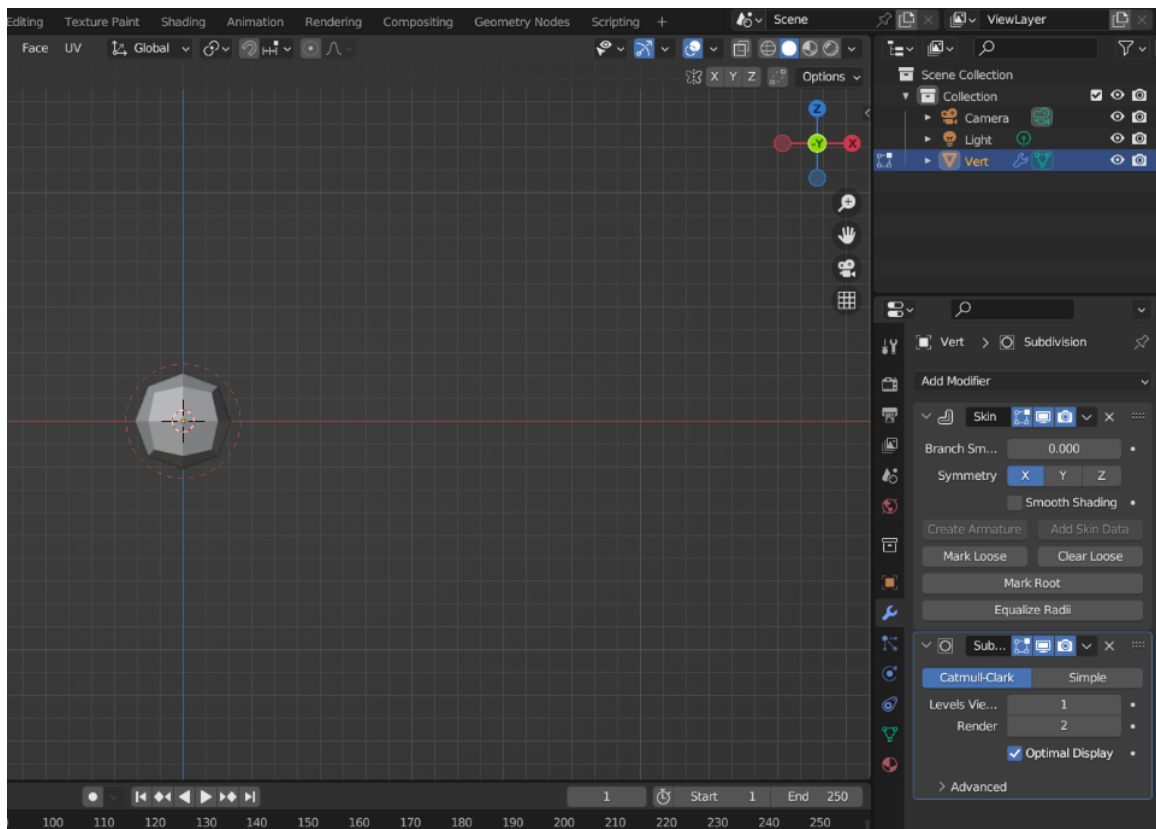 Editing Texture Paint Shading Animation Rendering Compositing Geometry Nodes Scripting + Scene ViewLayer
Face UV Global
X Y Z Options
Scene Collection
Collection
Camera
Light
Vert
Z
-Y X
Vert > Subdivision
Add Modifier
Skin
Branch Sm... 0.000
Symmetry X Y Z
Smooth Shading
Create Armature Add Skin Data
Mark Loose Clear Loose
Mark Root
Equalize Radii
Sub...
Catmull-Clark Simple
Levels Vie... 1
Render 2
Optimal Display
> Advanced
1 Start 1 End 250
100 110 120 130 140 150 160 170 180 190 200 210 220 230 240 250